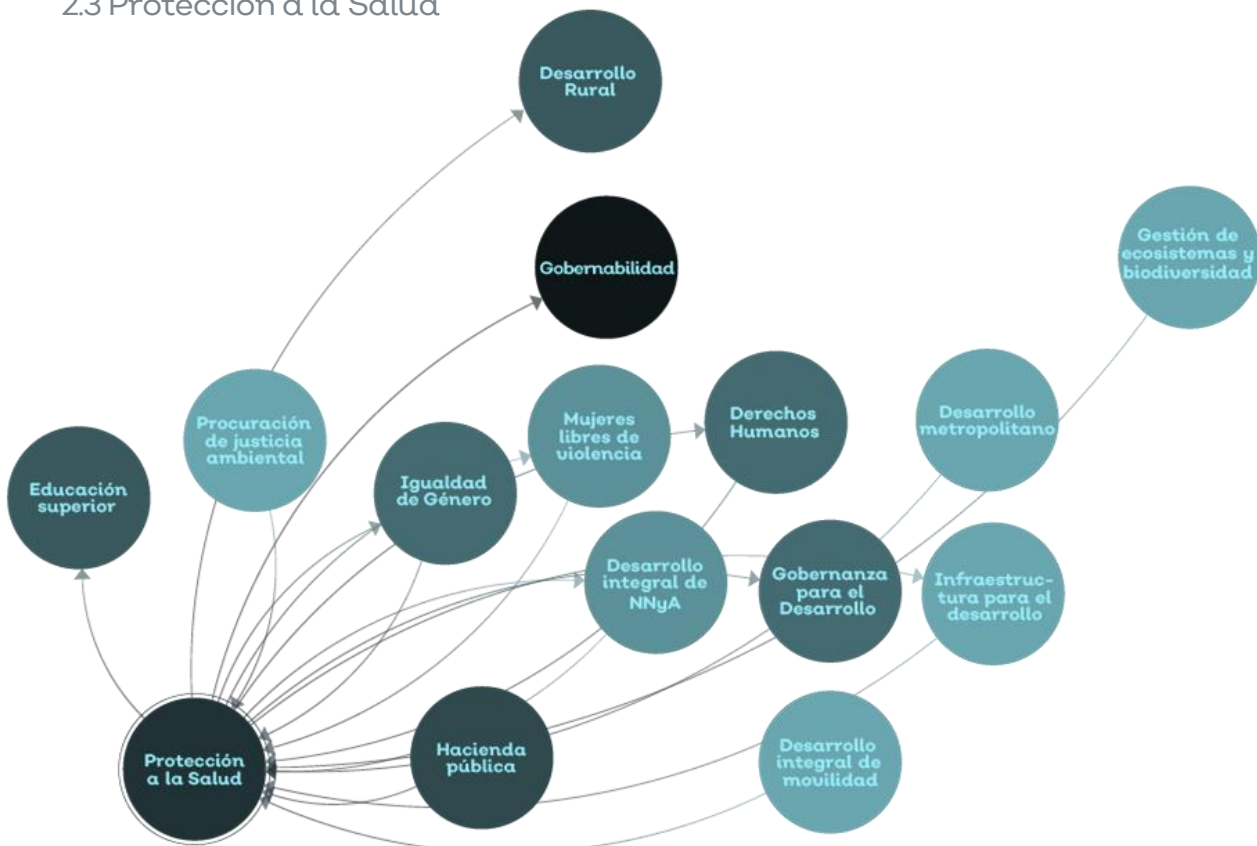 2.3 Protección a la Salud
Desarrollo
Rural
Gobernabilidad
Gestión de
ecosistemas y
biodiversidad
Procuración
de justicia
ambiental
Mujeres
libres de
violencia
Derechos
Humanos
Desarrollo
metropolitano
Educación
superior
Igualdad
de Género
Desarrollo
integral de
NNyA
Gobernanza
para el
Desarrollo
Infraestruc-
tura para el
desarrollo
Protección
a la Salud
Hacienda
pública
Desarrollo
integral de
movilidad